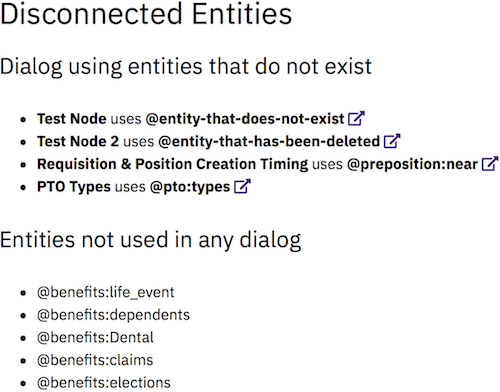 Disconnected Entities
Dialog using entities that do not exist
Test Node uses @entity-that-does-not-exist
Test Node 2 uses @entity-that-has-been-deleted
Requisition & Position Creation Timing uses @preposition:near
PTO Types uses @pto:types
Entities not used in any dialog
@benefits:life_event
@benefits:dependents
@benefits:Dental
@benefits:claims
@benefits:elections